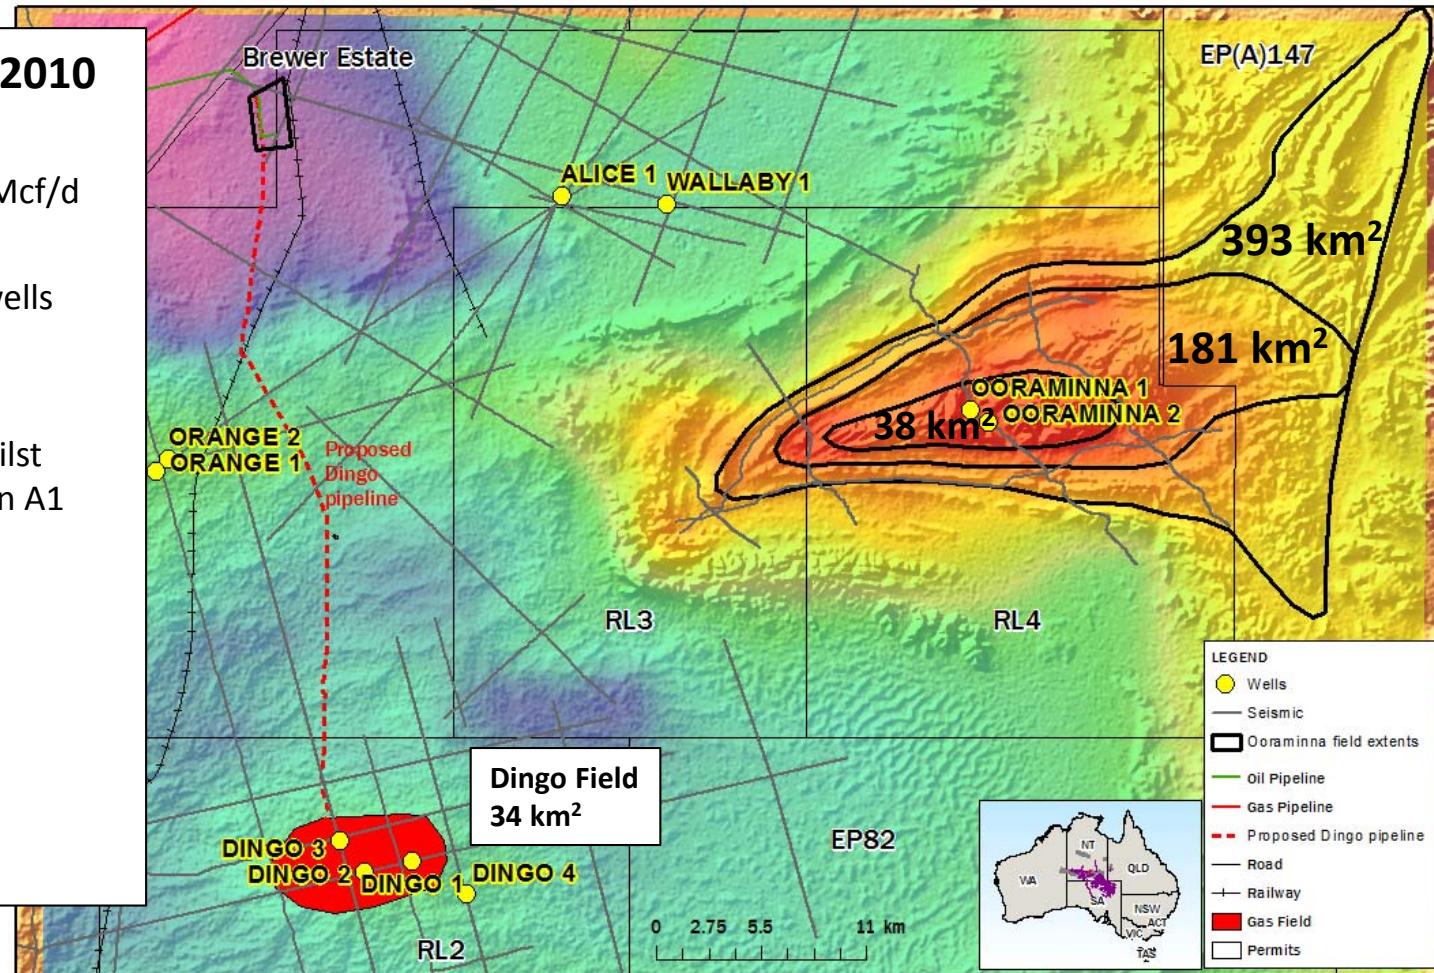 2010
Mcf/d
wells
ilst
n A1
Brewer Estate
EP(A)147
ALICE 1
WALLABY 1
393 km²
181 km²
OORAMINNA 1
38 km²
OORAMINNA 2
ORANGE 2
ORANGE 1
Proposed
Dingo
pipeline
RL3
RL4
Dingo Field
34 km²
EP82
DINGO 3
DINGO 2
DINGO 1
DINGO 4
RL2
0 2.75 5.5 11 km
NT
WA
QLD
SA
NSW
ACT
VIC
TAS
LEGEND
Wells
Seismic
Ooraminna field extents
Oil Pipeline
Gas Pipeline
Proposed Dingo pipeline
Road
Railway
Gas Field
Permits